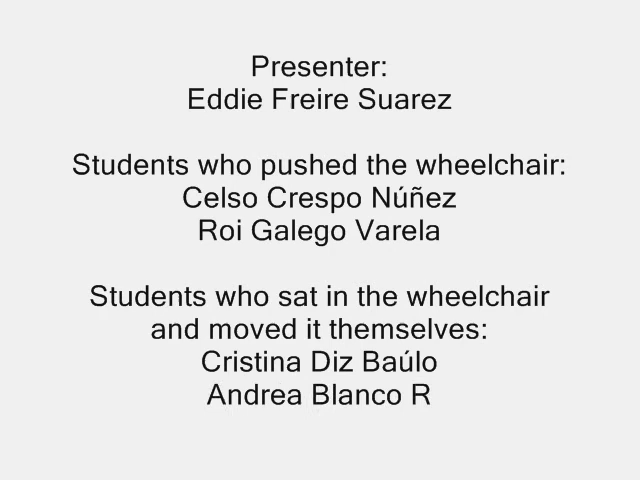 Presenter:
Eddie Freire Suarez
Students who pushed the wheelchair:
Celso Crespo Núñez
Roi Galego Varela
Students who sat in the wheelchair
and moved it themselves:
Cristina Diz Baúlo
Andrea Blanco R